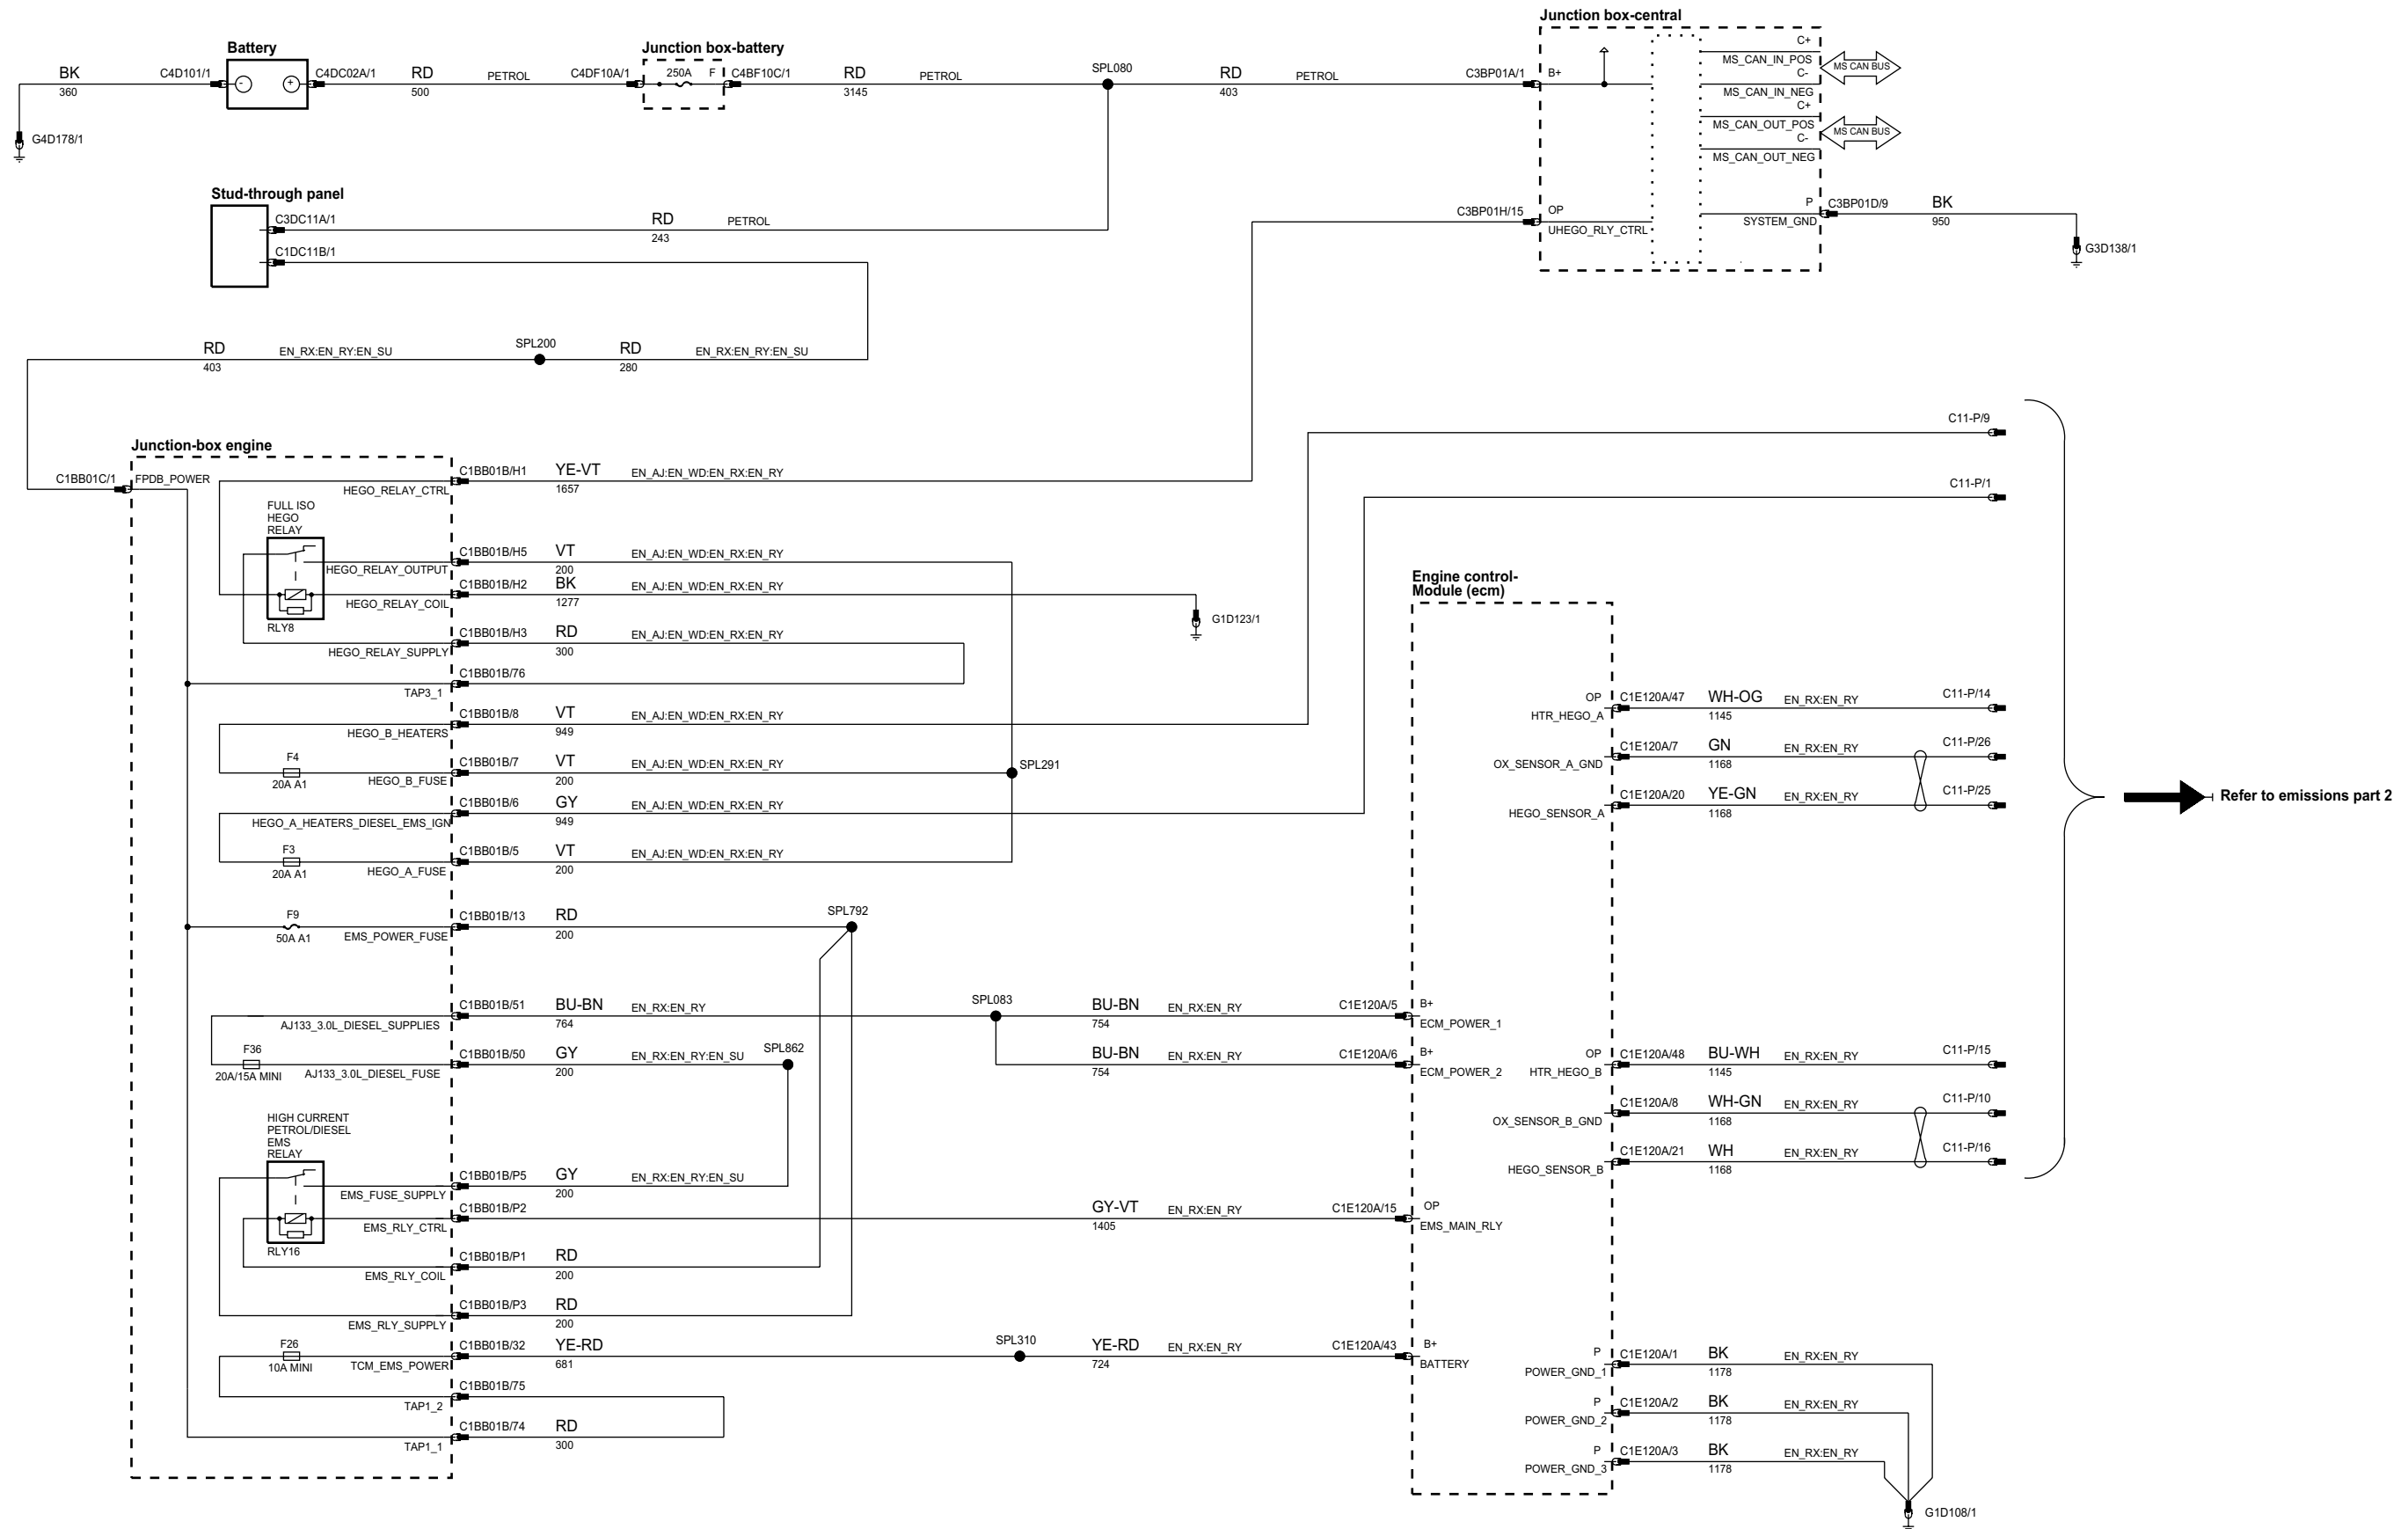 Junction box-central
Battery
Junction box-battery
BK
360
C4D101/1
-
+
C4DC02A/1
RD
500
PETROL
C4DF10A/1
250A
F
C4BF10C/1
RD
3145
PETROL
SPL080
RD
403
PETROL
C3BP01A/1
B+
C+
MS_CAN_IN_POS
C-
MS_CAN_IN_NEG
MS CAN BUS
C+
MS_CAN_OUT_POS
C-
MS_CAN_OUT_NEG
MS CAN BUS
G4D178/1
Stud-through panel
C3DC11A/1
RD
243
PETROL
C1DC11B/1
C3BP01H/15
OP
UHEGO_RLY_CTRL
P
SYSTEM_GND
C3BP01D/9
BK
950
G3D138/1
RD
403
EN_RX:EN_RY:EN_SU
SPL200
RD
280
EN_RX:EN_RY:EN_SU
C11-P/9
C11-P/1
Junction-box engine
C1BB01C/1
FPDB_POWER
C1BB01B/H1
YE-VT
1657
EN_AJ:EN_WD:EN_RX:EN_RY
HEGO_RELAY_CTRL
FULL ISO
HEGO
RELAY
RLY8
C1BB01B/H5
VT
200
EN_AJ:EN_WD:EN_RX:EN_RY
HEGO_RELAY_OUTPUT
C1BB01B/H2
BK
1277
EN_AJ:EN_WD:EN_RX:EN_RY
HEGO_RELAY_COIL
G1D123/1
C1BB01B/H3
RD
300
EN_AJ:EN_WD:EN_RX:EN_RY
HEGO_RELAY_SUPPLY
C1BB01B/76
TAP3_1
C1BB01B/8
VT
949
EN_AJ:EN_WD:EN_RX:EN_RY
HEGO_B_HEATERS
F4
20A A1
C1BB01B/7
VT
200
EN_AJ:EN_WD:EN_RX:EN_RY
HEGO_B_FUSE
SPL291
C1BB01B/6
GY
949
EN_AJ:EN_WD:EN_RX:EN_RY
HEGO_A_HEATERS_DIESEL_EMS_IGN
F3
20A A1
C1BB01B/5
VT
200
EN_AJ:EN_WD:EN_RX:EN_RY
HEGO_A_FUSE
F9
50A A1
C1BB01B/13
RD
200
EMS_POWER_FUSE
SPL792
C1BB01B/51
BU-BN
764
EN_RX:EN_RY
AJ133_3.0L_DIESEL_SUPPLIES
SPL083
BU-BN
754
EN_RX:EN_RY
C1E120A/5
B+
ECM_POWER_1
F36
20A/15A MINI
C1BB01B/50
GY
200
EN_RX:EN_RY:EN_SU
AJ133_3.0L_DIESEL_FUSE
SPL862
BU-BN
754
EN_RX:EN_RY
C1E120A/6
B+
ECM_POWER_2
HIGH CURRENT
PETROL/DIESEL
EMS
RELAY
RLY16
C1BB01B/P5
GY
200
EN_RX:EN_RY:EN_SU
EMS_FUSE_SUPPLY
C1BB01B/P2
EMS_RLY_CTRL
GY-VT
1405
EN_RX:EN_RY
C1E120A/15
OP
EMS_MAIN_RLY
C1BB01B/P1
RD
200
EMS_RLY_COIL
C1BB01B/P3
RD
200
EMS_RLY_SUPPLY
F26
10A MINI
C1BB01B/32
YE-RD
681
TCM_EMS_POWER
SPL310
YE-RD
724
EN_RX:EN_RY
C1E120A/43
B+
BATTERY
C1BB01B/75
TAP1_2
C1BB01B/74
RD
300
TAP1_1
Engine control-
Module (ecm)
OP
HTR_HEGO_A
C1E120A/47
WH-OG
1145
EN_RX:EN_RY
C11-P/14
OX_SENSOR_A_GND
C1E120A/7
GN
1168
EN_RX:EN_RY
C11-P/26
HEGO_SENSOR_A
C1E120A/20
YE-GN
1168
EN_RX:EN_RY
C11-P/25
Refer to emissions part 2
OP
HTR_HEGO_B
C1E120A/48
BU-WH
1145
EN_RX:EN_RY
C11-P/15
OX_SENSOR_B_GND
C1E120A/8
WH-GN
1168
EN_RX:EN_RY
C11-P/10
HEGO_SENSOR_B
C1E120A/21
WH
1168
EN_RX:EN_RY
C11-P/16
P
POWER_GND_1
C1E120A/1
BK
1178
EN_RX:EN_RY
P
POWER_GND_2
C1E120A/2
BK
1178
EN_RX:EN_RY
P
POWER_GND_3
C1E120A/3
BK
1178
EN_RX:EN_RY
G1D108/1